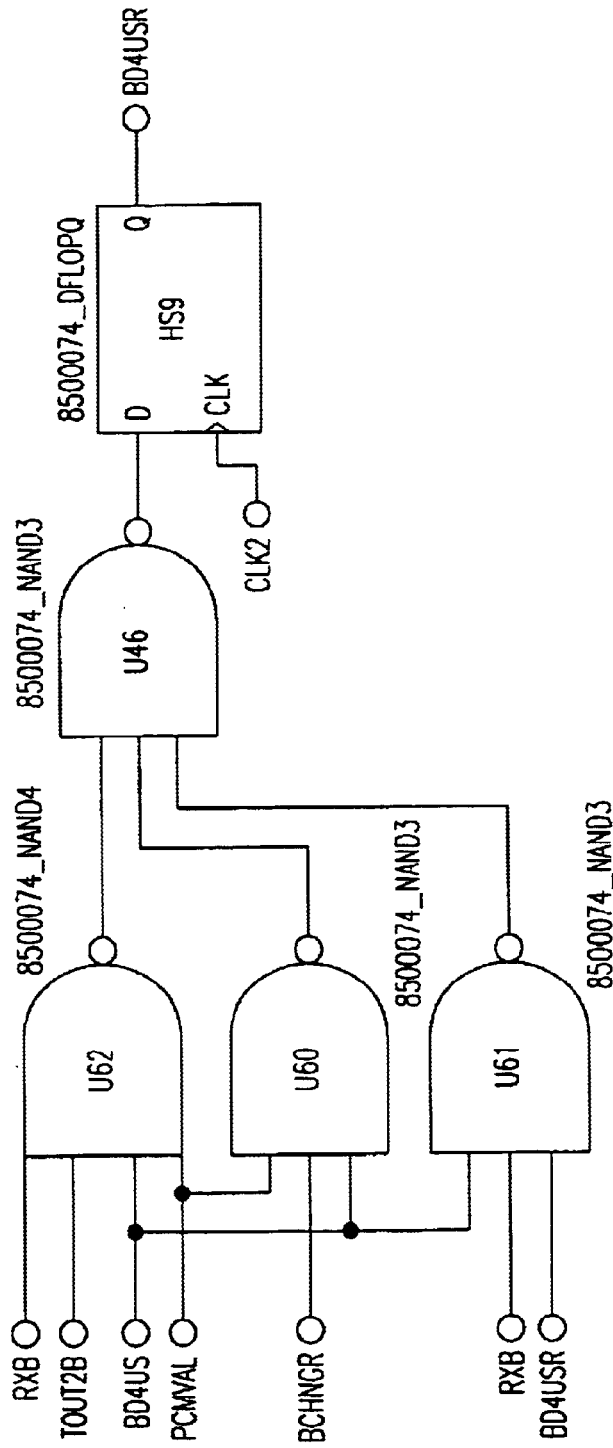 RXB
TOUT2B
BD4US
PCMVAL
BCHNGR
RXB
BD4USR
U62
8500074_NAND4
U60
8500074_NAND3
U61
8500074_NAND3
U46
8500074_NAND3
CLK2
D
Q
HS9
CLK
8500074_DFLOPQ
BD4USR